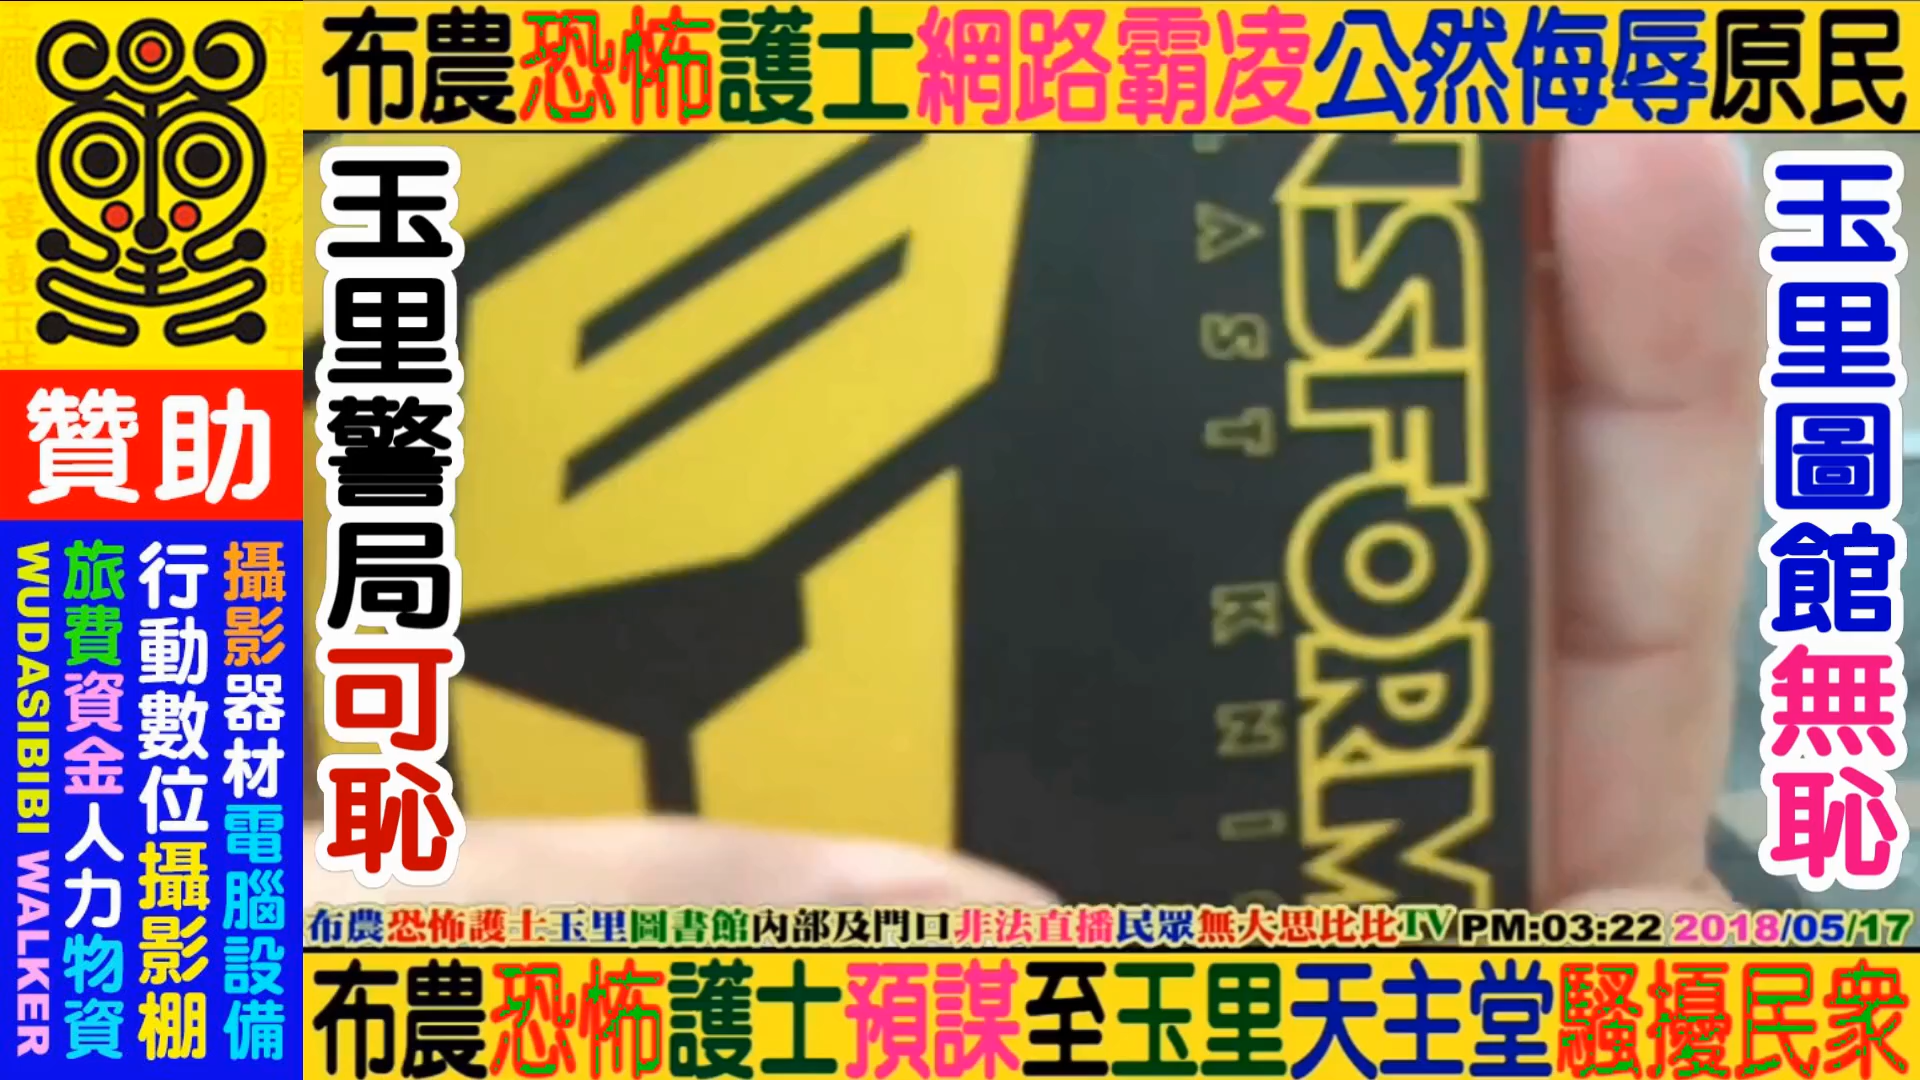 布農恐怖護士網路霸凌公然侮辱原民
贊助
攝影器材電腦設備
行動數位攝影棚
旅費資金人力物資
WUDASIBIBI WALKER
玉里警局可恥
玉里圖館無恥
NSFORM
LAST KNI
布農恐怖護士玉里圖書館內部及門口非法直播民眾無大思比比TV PM:03:22 2018/05/17
布農恐怖護士預謀至玉里天主堂騷擾民眾